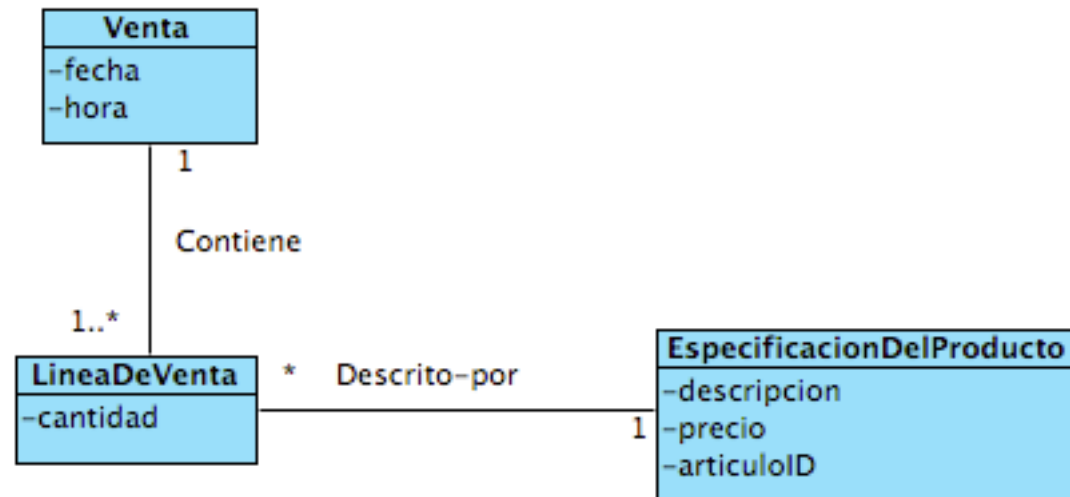 Venta
-fecha
-hora
1
Contiene
1..*
LineaDeVenta
-cantidad
* Descrito-por
1
EspecificacionDelProducto
-descripcion
-precio
-articuloID